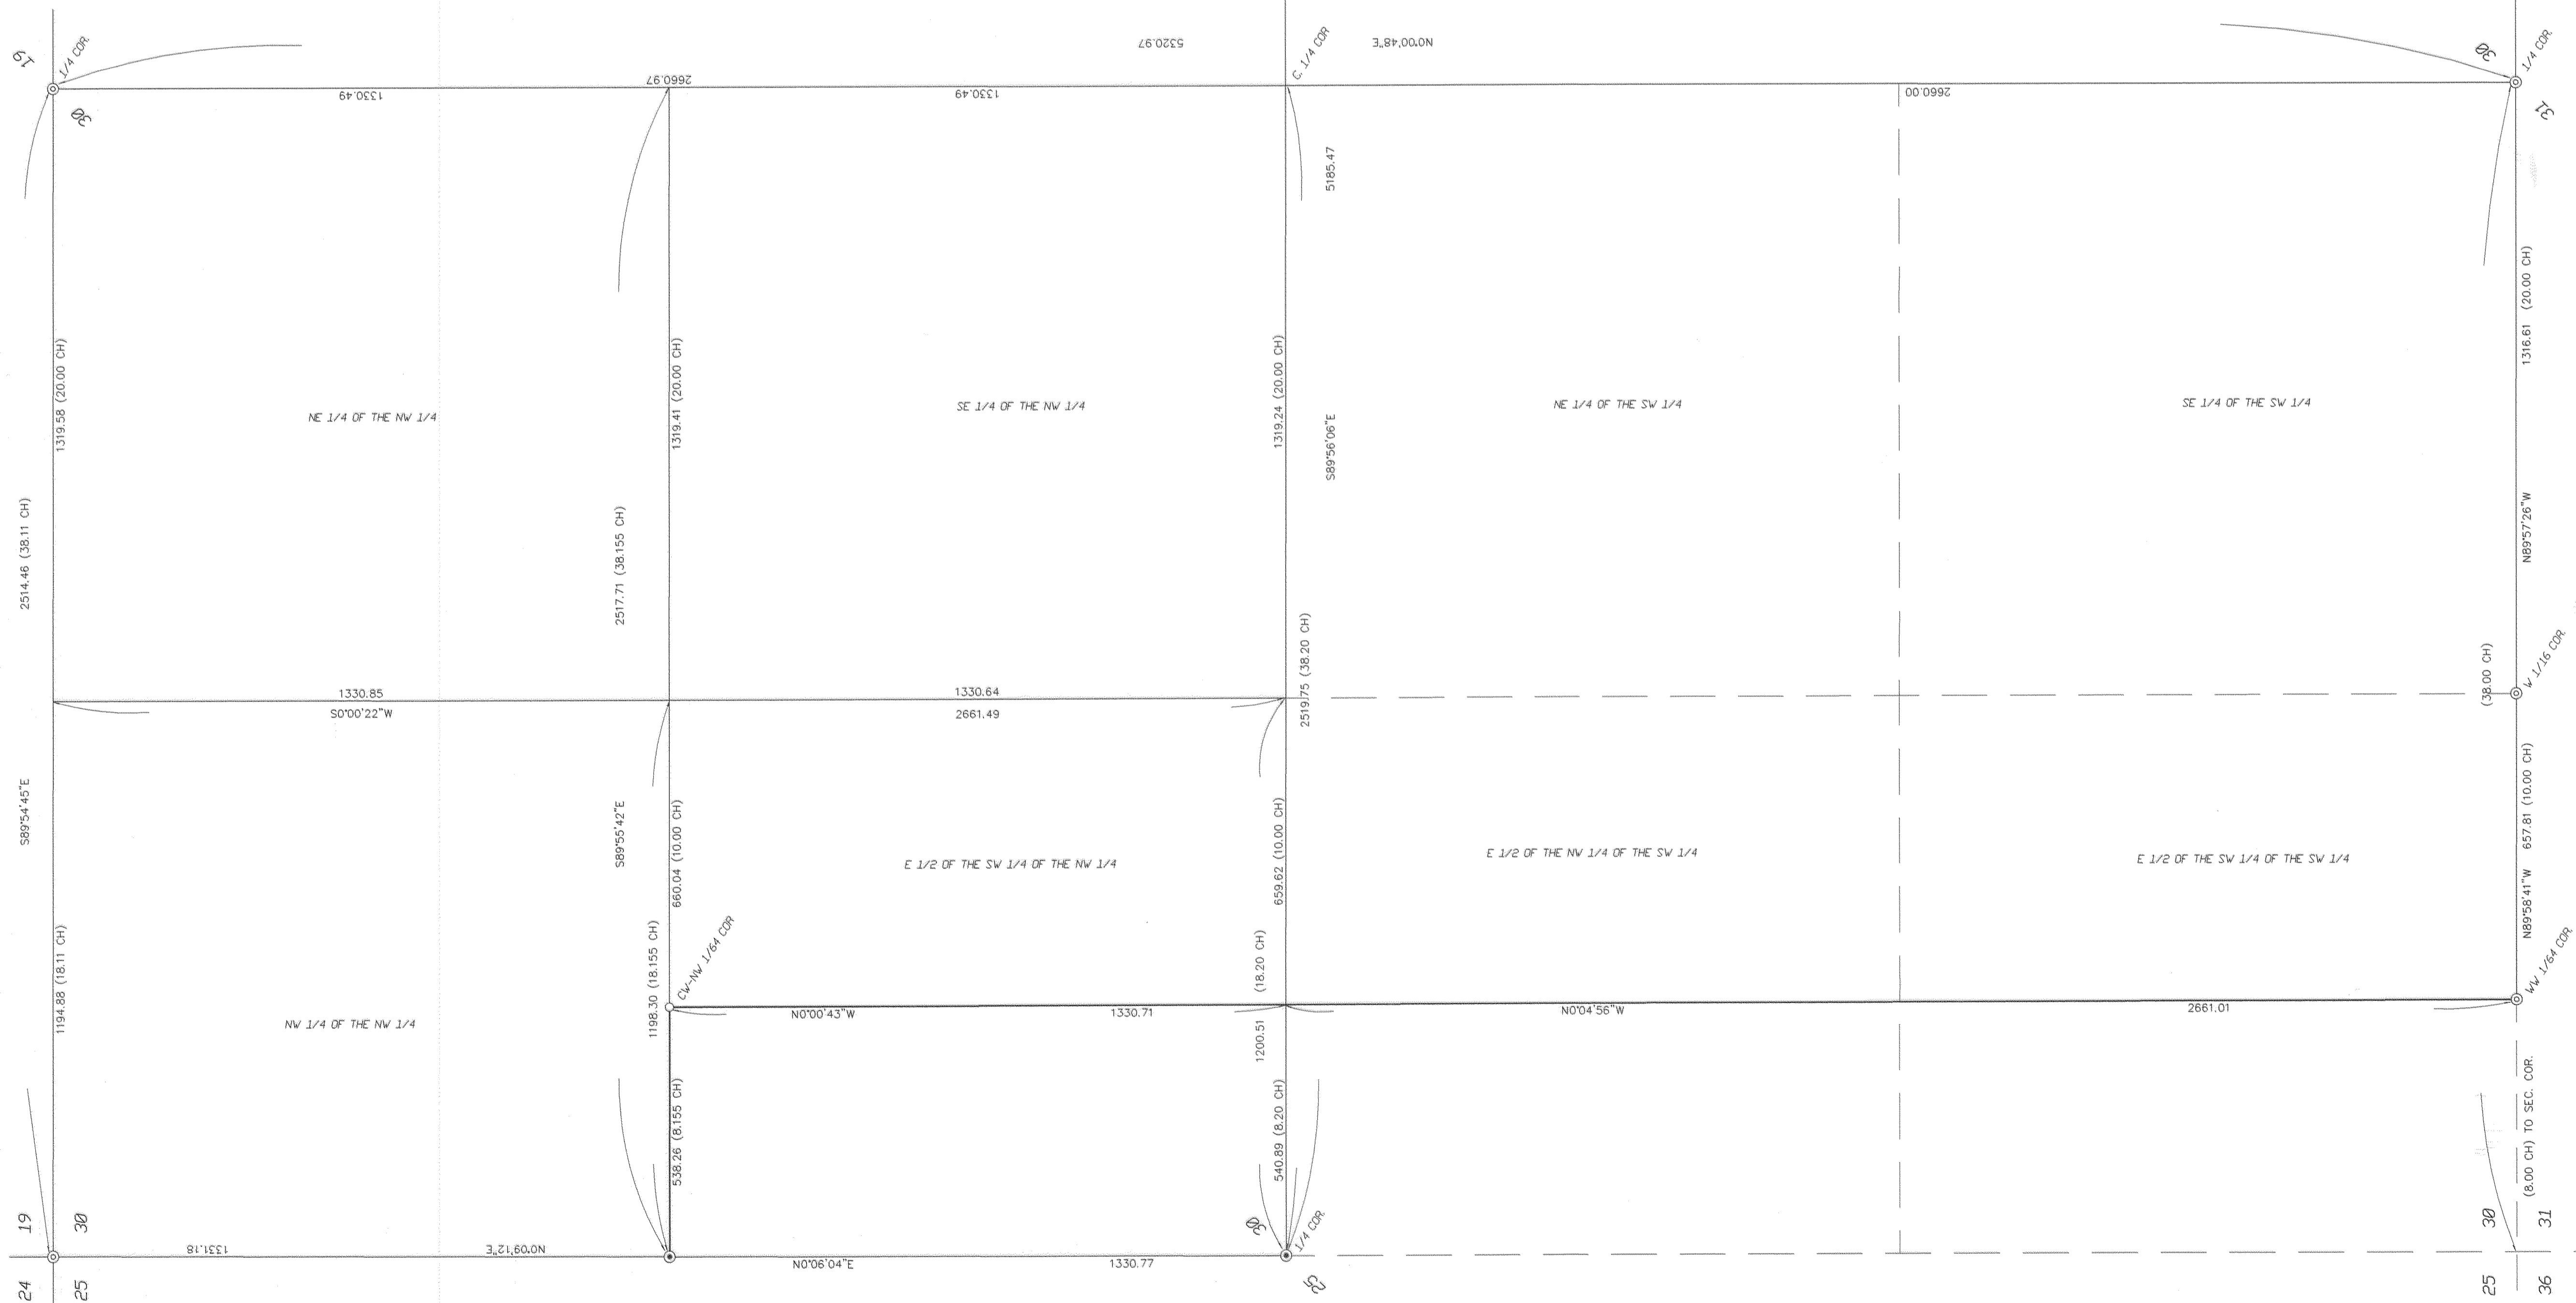 19
1/4 COR.
30
1330.49
2660.97
1330.49
5320.97
C. 1/4 COR
N0°00'48"E
2660.00
30
1/4 COR.
31
5185.47
1319.58 (20.00 CH)
1319.41 (20.00 CH)
1319.24 (20.00 CH)
1316.61 (20.00 CH)
NE 1/4 OF THE NW 1/4
SE 1/4 OF THE NW 1/4
NE 1/4 OF THE SW 1/4
SE 1/4 OF THE SW 1/4
S89°56'06"E
2514.46 (38.11 CH)
2517.71 (38.155 CH)
N89°57'26"W
2519.75 (38.20 CH)
(38.00 CH)
W 1/16 COR.
1330.85
S0°00'22"W
1330.64
2661.49
S89°54'45"E
S89°55'42"E
660.04 (10.00 CH)
659.62 (10.00 CH)
657.81 (10.00 CH)
E 1/2 OF THE SW 1/4 OF THE NW 1/4
E 1/2 OF THE NW 1/4 OF THE SW 1/4
E 1/2 OF THE SW 1/4 OF THE SW 1/4
N89°58'41"W
1194.88 (18.11 CH)
NW 1/4 OF THE NW 1/4
1198.30 (18.155 CH)
CW-NW 1/64 COR
(18.20 CH)
1200.51
WW 1/64 COR.
N0°00'43"W
1330.71
N0°04'56"W
2661.01
538.26 (8.155 CH)
540.89 (8.20 CH)
(8.00 CH) TO SEC. COR.
19
30
1331.18
N0°09'12"E
N0°06'04"E
1330.77
30
1/4 COR.
25
30
31
24
25
25
36